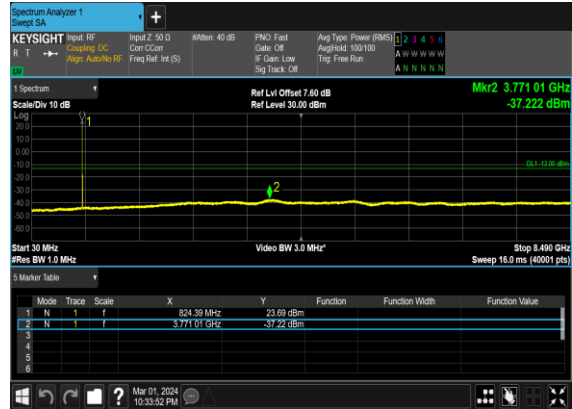 Spectrum Analyzer 1
Swept SA
+
KEYSIGHT Input: RF Input Z: 50 Ω #Atten: 40 dB PNO: Fast Avg Type: Power (RMS) 1 2 3 4 5 6
R T Coupling: DC Corr CCorr Gate: Off Avg|Hold: 100/100 A W W W W W
Align: Auto/No RF Freq Ref: Int (S) IF Gain: Low Trig: Free Run
Sig Track: Off A N N N N N
1 Spectrum Ref Lvl Offset 7.60 dB Mkr2 3.771 01 GHz
Scale/Div 10 dB Ref Level 30.00 dBm -37.222 dBm
Log
20.0
10.0
0.00
-10.0
-20.0
-30.0
-40.0
-50.0
-60.0
1
2
DL1 -13.00 dBm
Start 30 MHz Video BW 3.0 MHz* Stop 8.490 GHz
#Res BW 1.0 MHz Sweep 16.0 ms (40001 pts)
5 Marker Table
Mode Trace Scale X Y Function Function Width Function Value
1 N 1 f 824.39 MHz 23.69 dBm
2 N 1 f 3.771 01 GHz -37.22 dBm
3
4
5
6
? Mar 01, 2024
10:33:52 PM